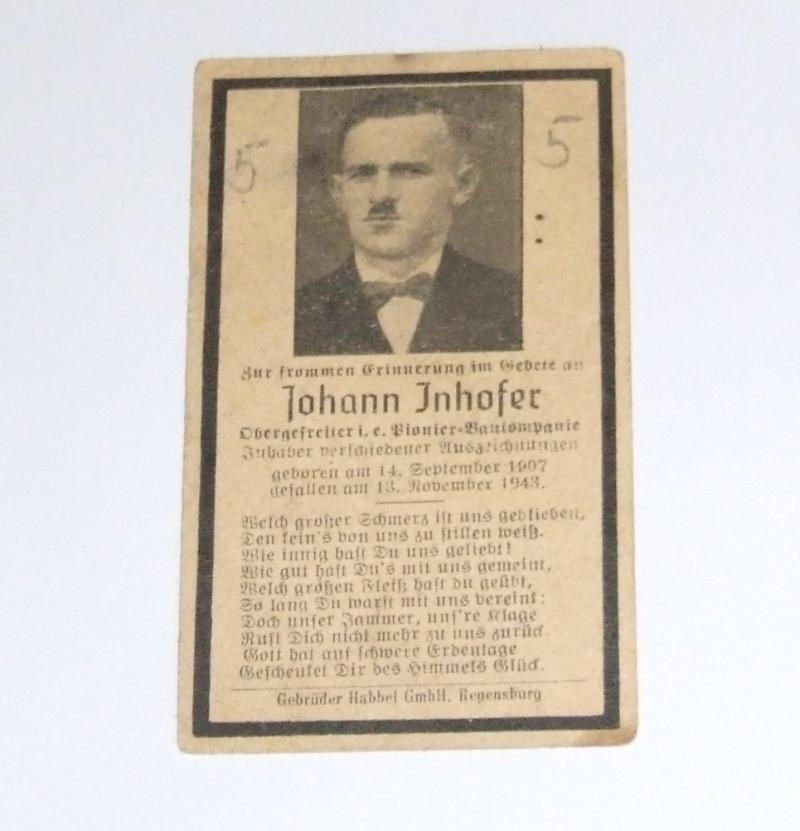 5 5
Zur frommen Erinnerung im Gebete an
Johann Inhofer
Obergefreiter i. e. Pionier-Baukompanie
Inhaber verschiedener Auszeichnungen
geboren am 14. September 1907
gefallen am 13. November 1943.
Welch großer Schmerz ist uns geblieben,
Den kein's von uns zu stillen weiß.
Wie innig hast Du uns geliebt!
Wie gut hast Du's mit uns gemeint,
Welch großen Fleiß hast du geübt,
So lang Du warst mit uns vereint:
Doch unser Jammer, uns're Klage
Ruft Dich nicht mehr zu uns zurück.
Gott hat auf schwere Erdentage
Geschenket Dir des Himmels Glück.
Gebrüder Habbel GmbH. Regensburg